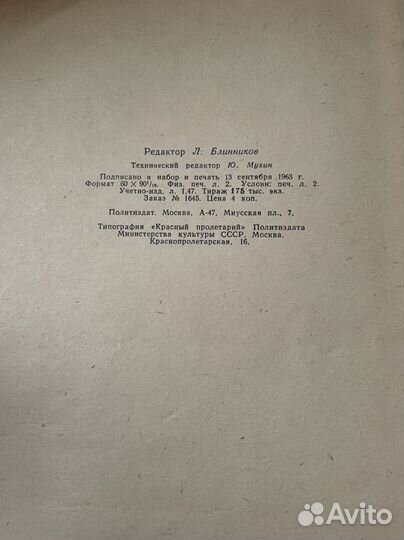 Редактор Л. Блинников
Технический редактор Ю. Мухин
Подписано в набор и печать 13 сентября 1963 г.
Формат 60 × 90¹/₁₆. Физ. печ. л. 2. Условн. печ. л. 2.
Учетно-изд. л. 1,47. Тираж 175 тыс. экз.
Заказ № 1645. Цена 4 коп.
Политиздат. Москва, А-47, Миусская пл., 7.
Типография «Красный пролетарий» Политиздата
Министерства культуры СССР. Москва.
Краснопролетарская, 16.
Avito